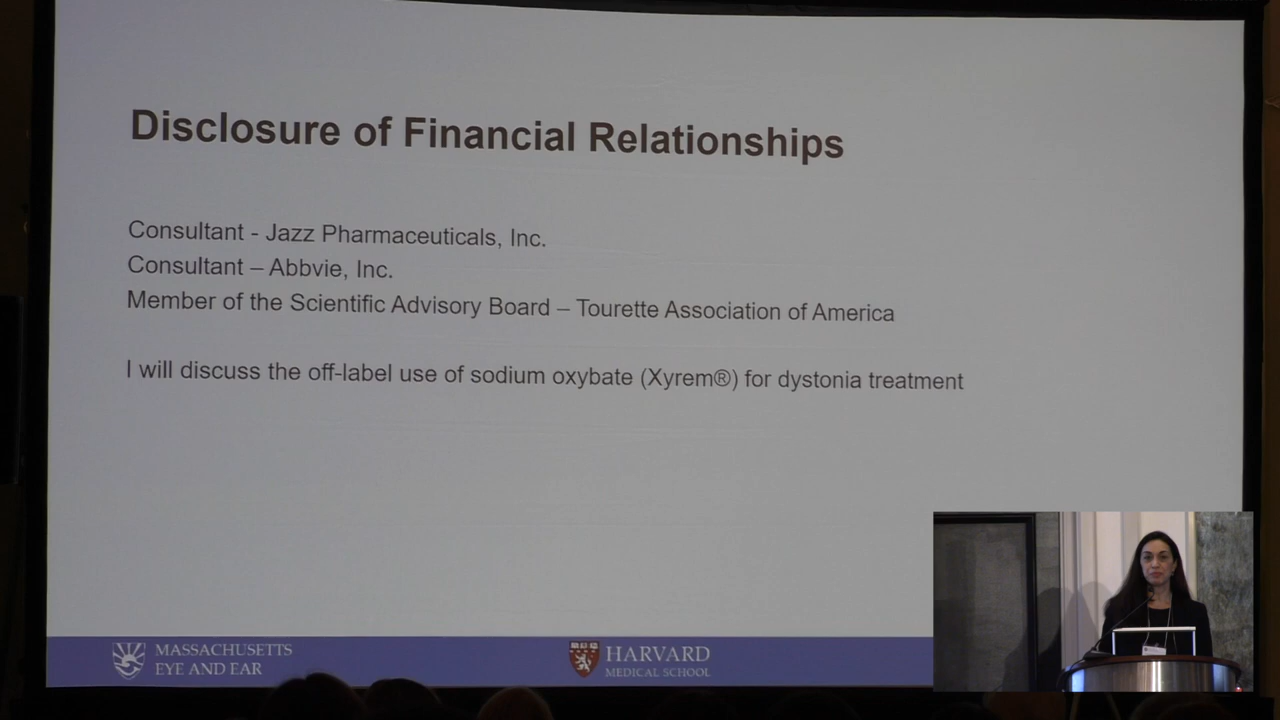 Disclosure of Financial Relationships
Consultant - Jazz Pharmaceuticals, Inc.
Consultant – Abbvie, Inc.
Member of the Scientific Advisory Board – Tourette Association of America
I will discuss the off-label use of sodium oxybate (Xyrem®) for dystonia treatment
MASSACHUSETTS
EYE AND EAR
HARVARD
MEDICAL SCHOOL